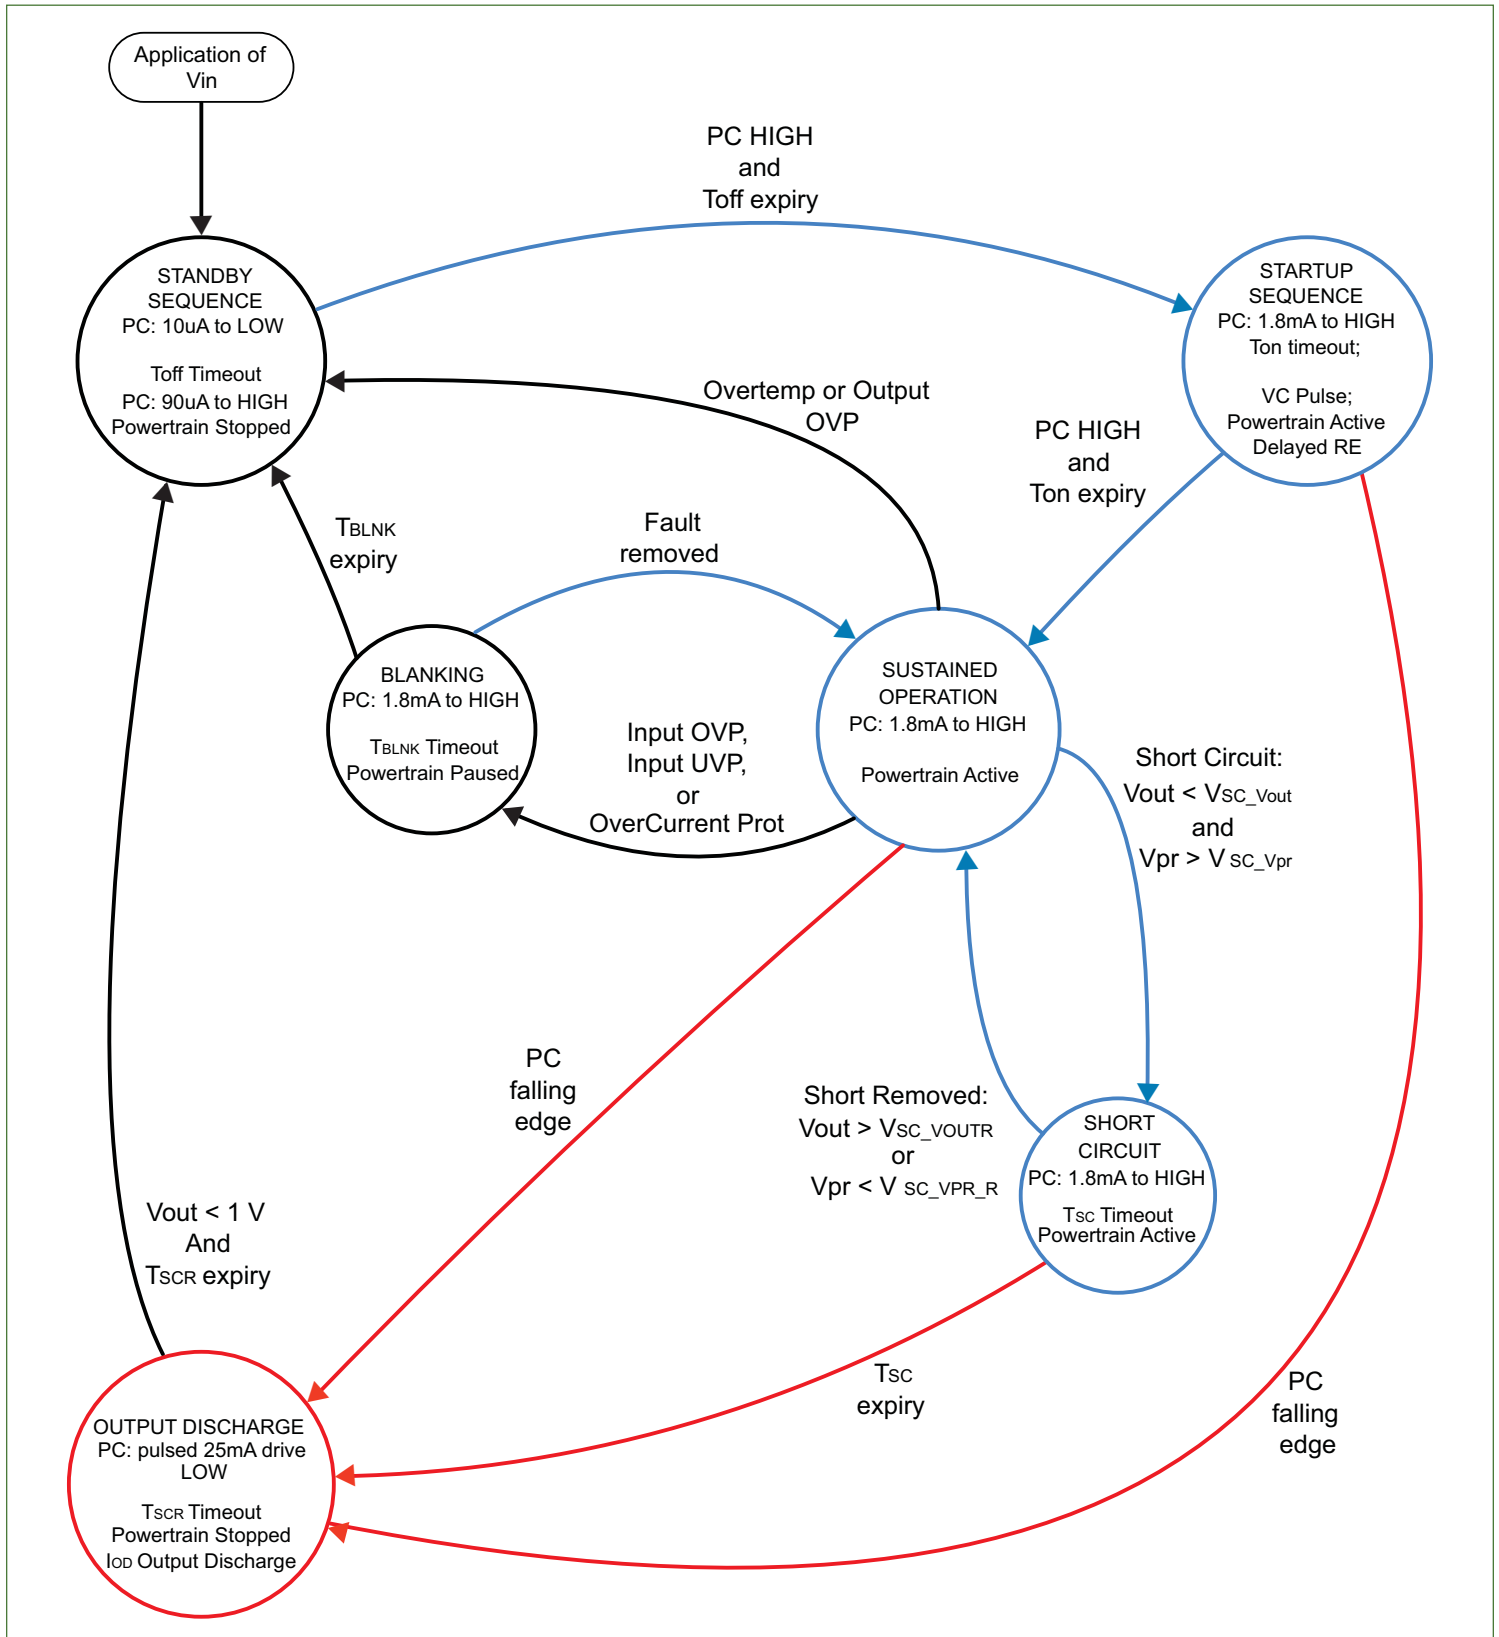 Application of
Vin
PC HIGH
and
Toff expiry
STANDBY
SEQUENCE
PC: 10uA to LOW
Toff Timeout
PC: 90uA to HIGH
Powertrain Stopped
STARTUP
SEQUENCE
PC: 1.8mA to HIGH
Ton timeout;
VC Pulse;
Powertrain Active
Delayed RE
Overtemp or Output
OVP
PC HIGH
and
Ton expiry
TBLNK
expiry
Fault
removed
BLANKING
PC: 1.8mA to HIGH
TBLNK Timeout
Powertrain Paused
Input OVP,
Input UVP,
or
OverCurrent Prot
SUSTAINED
OPERATION
PC: 1.8mA to HIGH
Powertrain Active
Short Circuit:
Vout < VSC_Vout
and
Vpr > V SC_Vpr
PC
falling
edge
Short Removed:
Vout > VSC_VOUTR
or
Vpr < V SC_VPR_R
SHORT
CIRCUIT
PC: 1.8mA to HIGH
TSC Timeout
Powertrain Active
Vout < 1 V
And
TSCR expiry
TSC
expiry
PC
falling
edge
OUTPUT DISCHARGE
PC: pulsed 25mA drive
LOW
TSCR Timeout
Powertrain Stopped
IOD Output Discharge